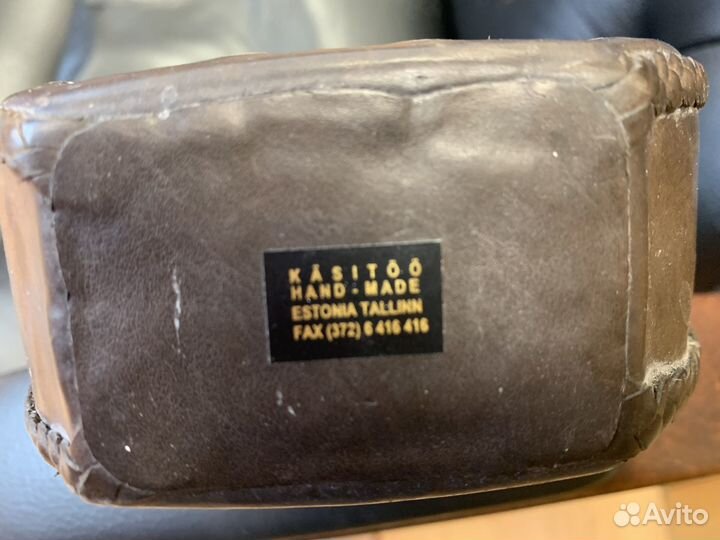 KÄSITÖÖ
HAND-MADE
ESTONIA TALLINN
FAX (372) 6 416 416
Avito